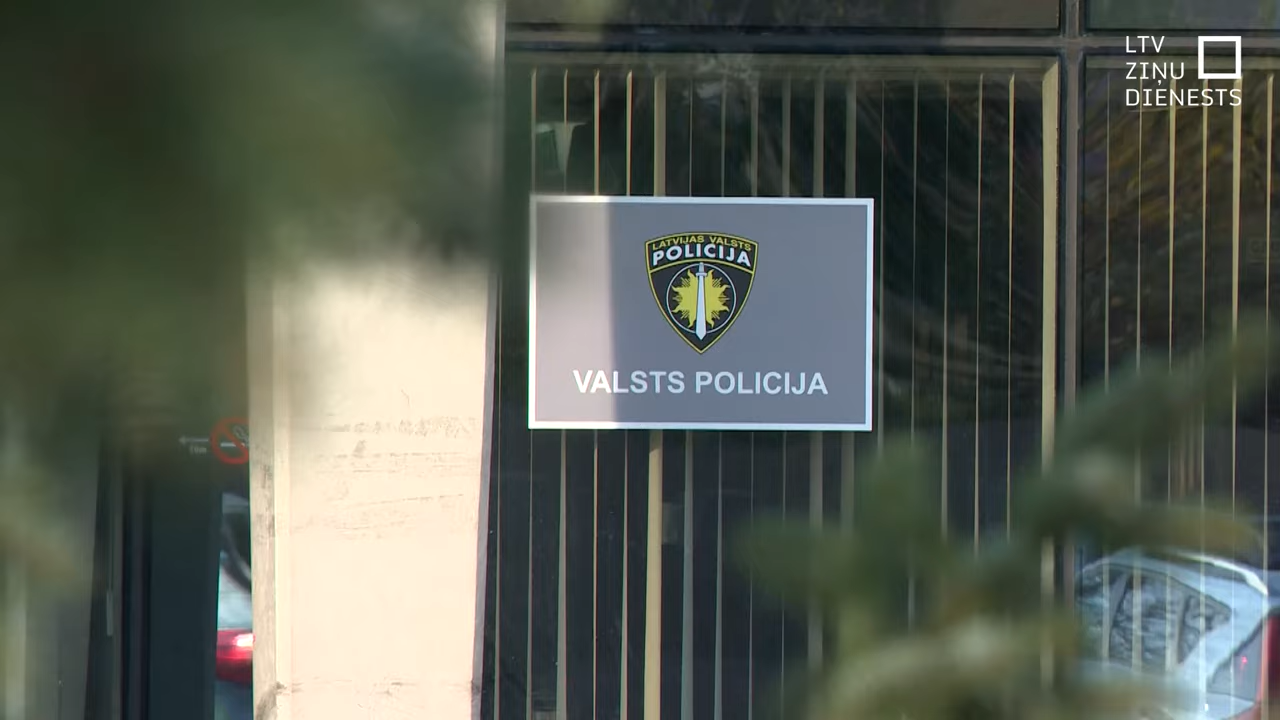 LTV
ZIŅU
DIENESTS
LATVIJAS VALSTS
POLICIJA
VALSTS POLICIJA